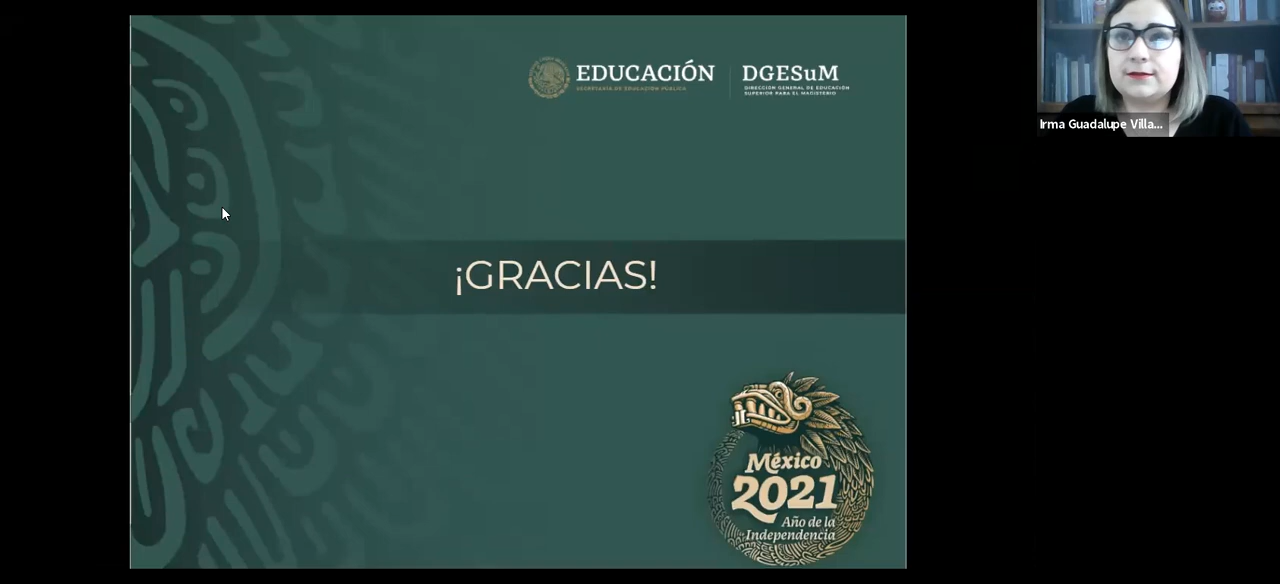 EDUCACIÓN
SECRETARÍA DE EDUCACIÓN PÚBLICA
DGESuM
DIRECCIÓN GENERAL DE EDUCACIÓN
SUPERIOR PARA EL MAGISTERIO
Irma Guadalupe Villa...
¡GRACIAS!
México
2021
Año de la
Independencia